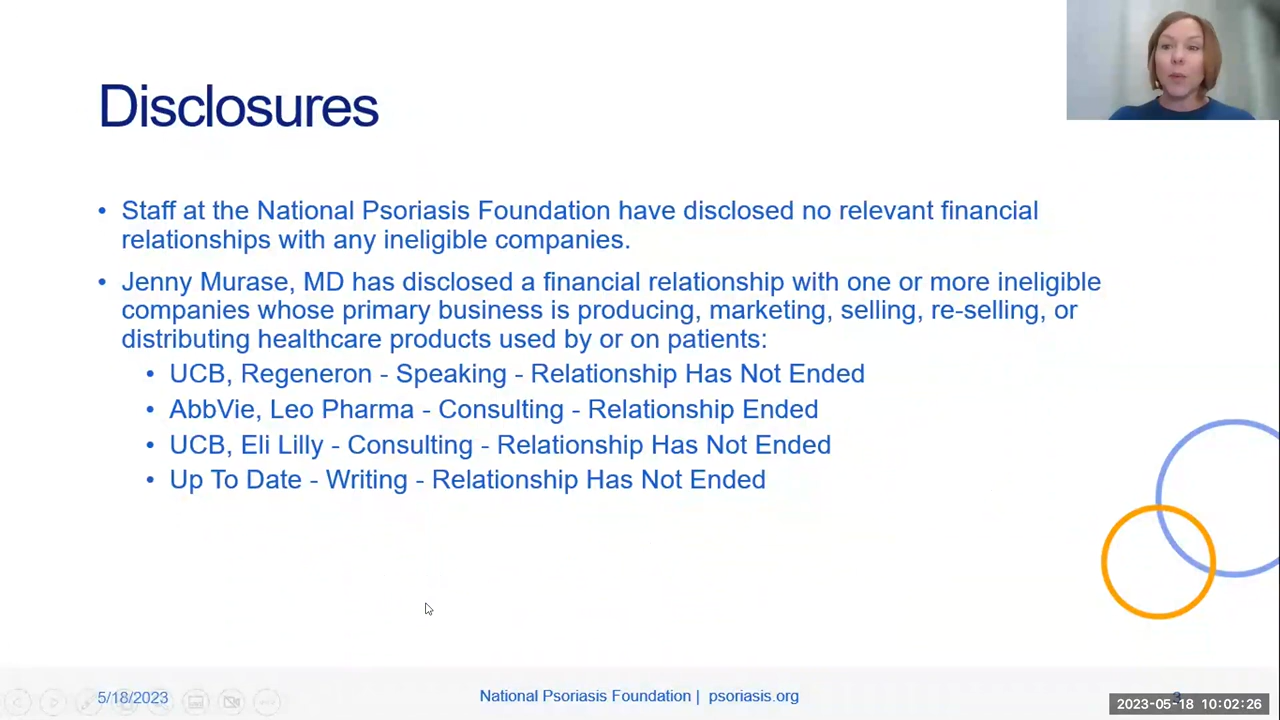 Disclosures
• Staff at the National Psoriasis Foundation have disclosed no relevant financial
relationships with any ineligible companies.
• Jenny Murase, MD has disclosed a financial relationship with one or more ineligible
companies whose primary business is producing, marketing, selling, re-selling, or
distributing healthcare products used by or on patients:
• UCB, Regeneron - Speaking - Relationship Has Not Ended
• AbbVie, Leo Pharma - Consulting - Relationship Ended
• UCB, Eli Lilly - Consulting - Relationship Has Not Ended
• Up To Date - Writing - Relationship Has Not Ended
5/18/2023
National Psoriasis Foundation | psoriasis.org
2023-05-18 10:02:26